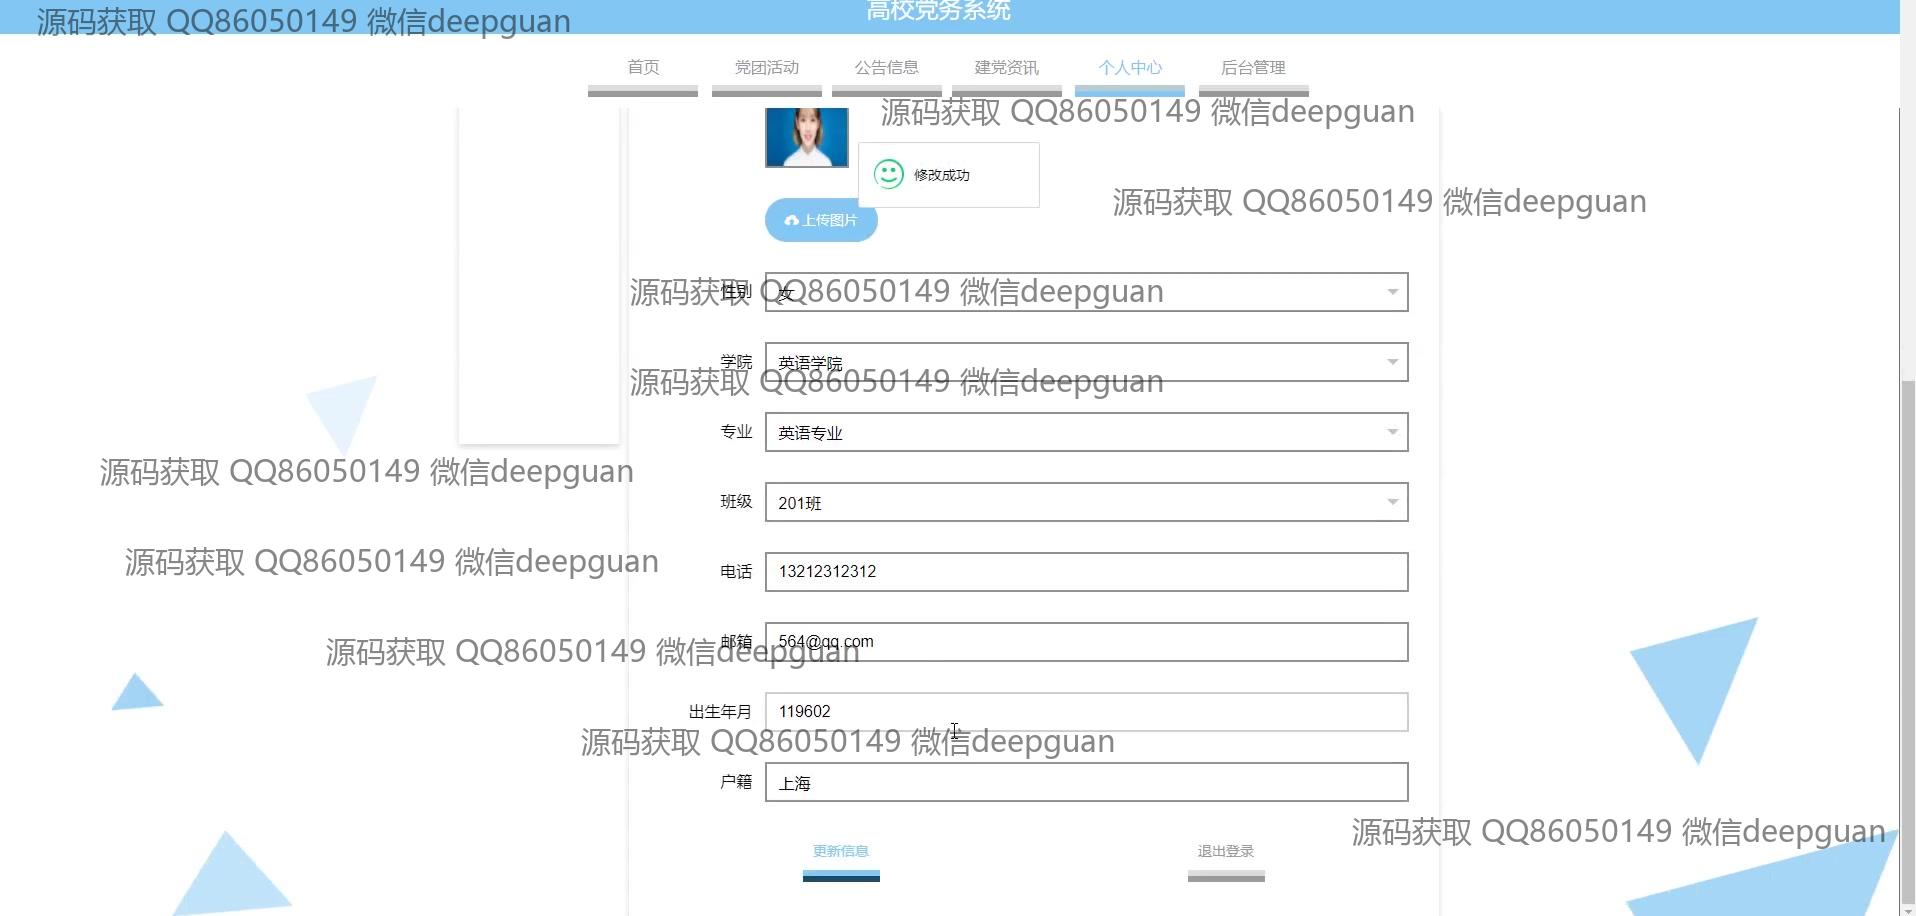 高校党务系统
源码获取 QQ86050149 微信deepguan
首页 党团活动 公告信息 建党资讯 个人中心 后台管理
源码获取 QQ86050149 微信deepguan
修改成功
源码获取 QQ86050149 微信deepguan
上传图片
性别 女
源码获取 QQ86050149 微信deepguan
学院 英语学院
源码获取 QQ86050149 微信deepguan
专业 英语专业
源码获取 QQ86050149 微信deepguan
班级 201班
源码获取 QQ86050149 微信deepguan
电话 13212312312
邮箱 564@qq.com
源码获取 QQ86050149 微信deepguan
出生年月 119602
源码获取 QQ86050149 微信deepguan
户籍 上海
源码获取 QQ86050149 微信deepguan
更新信息 退出登录